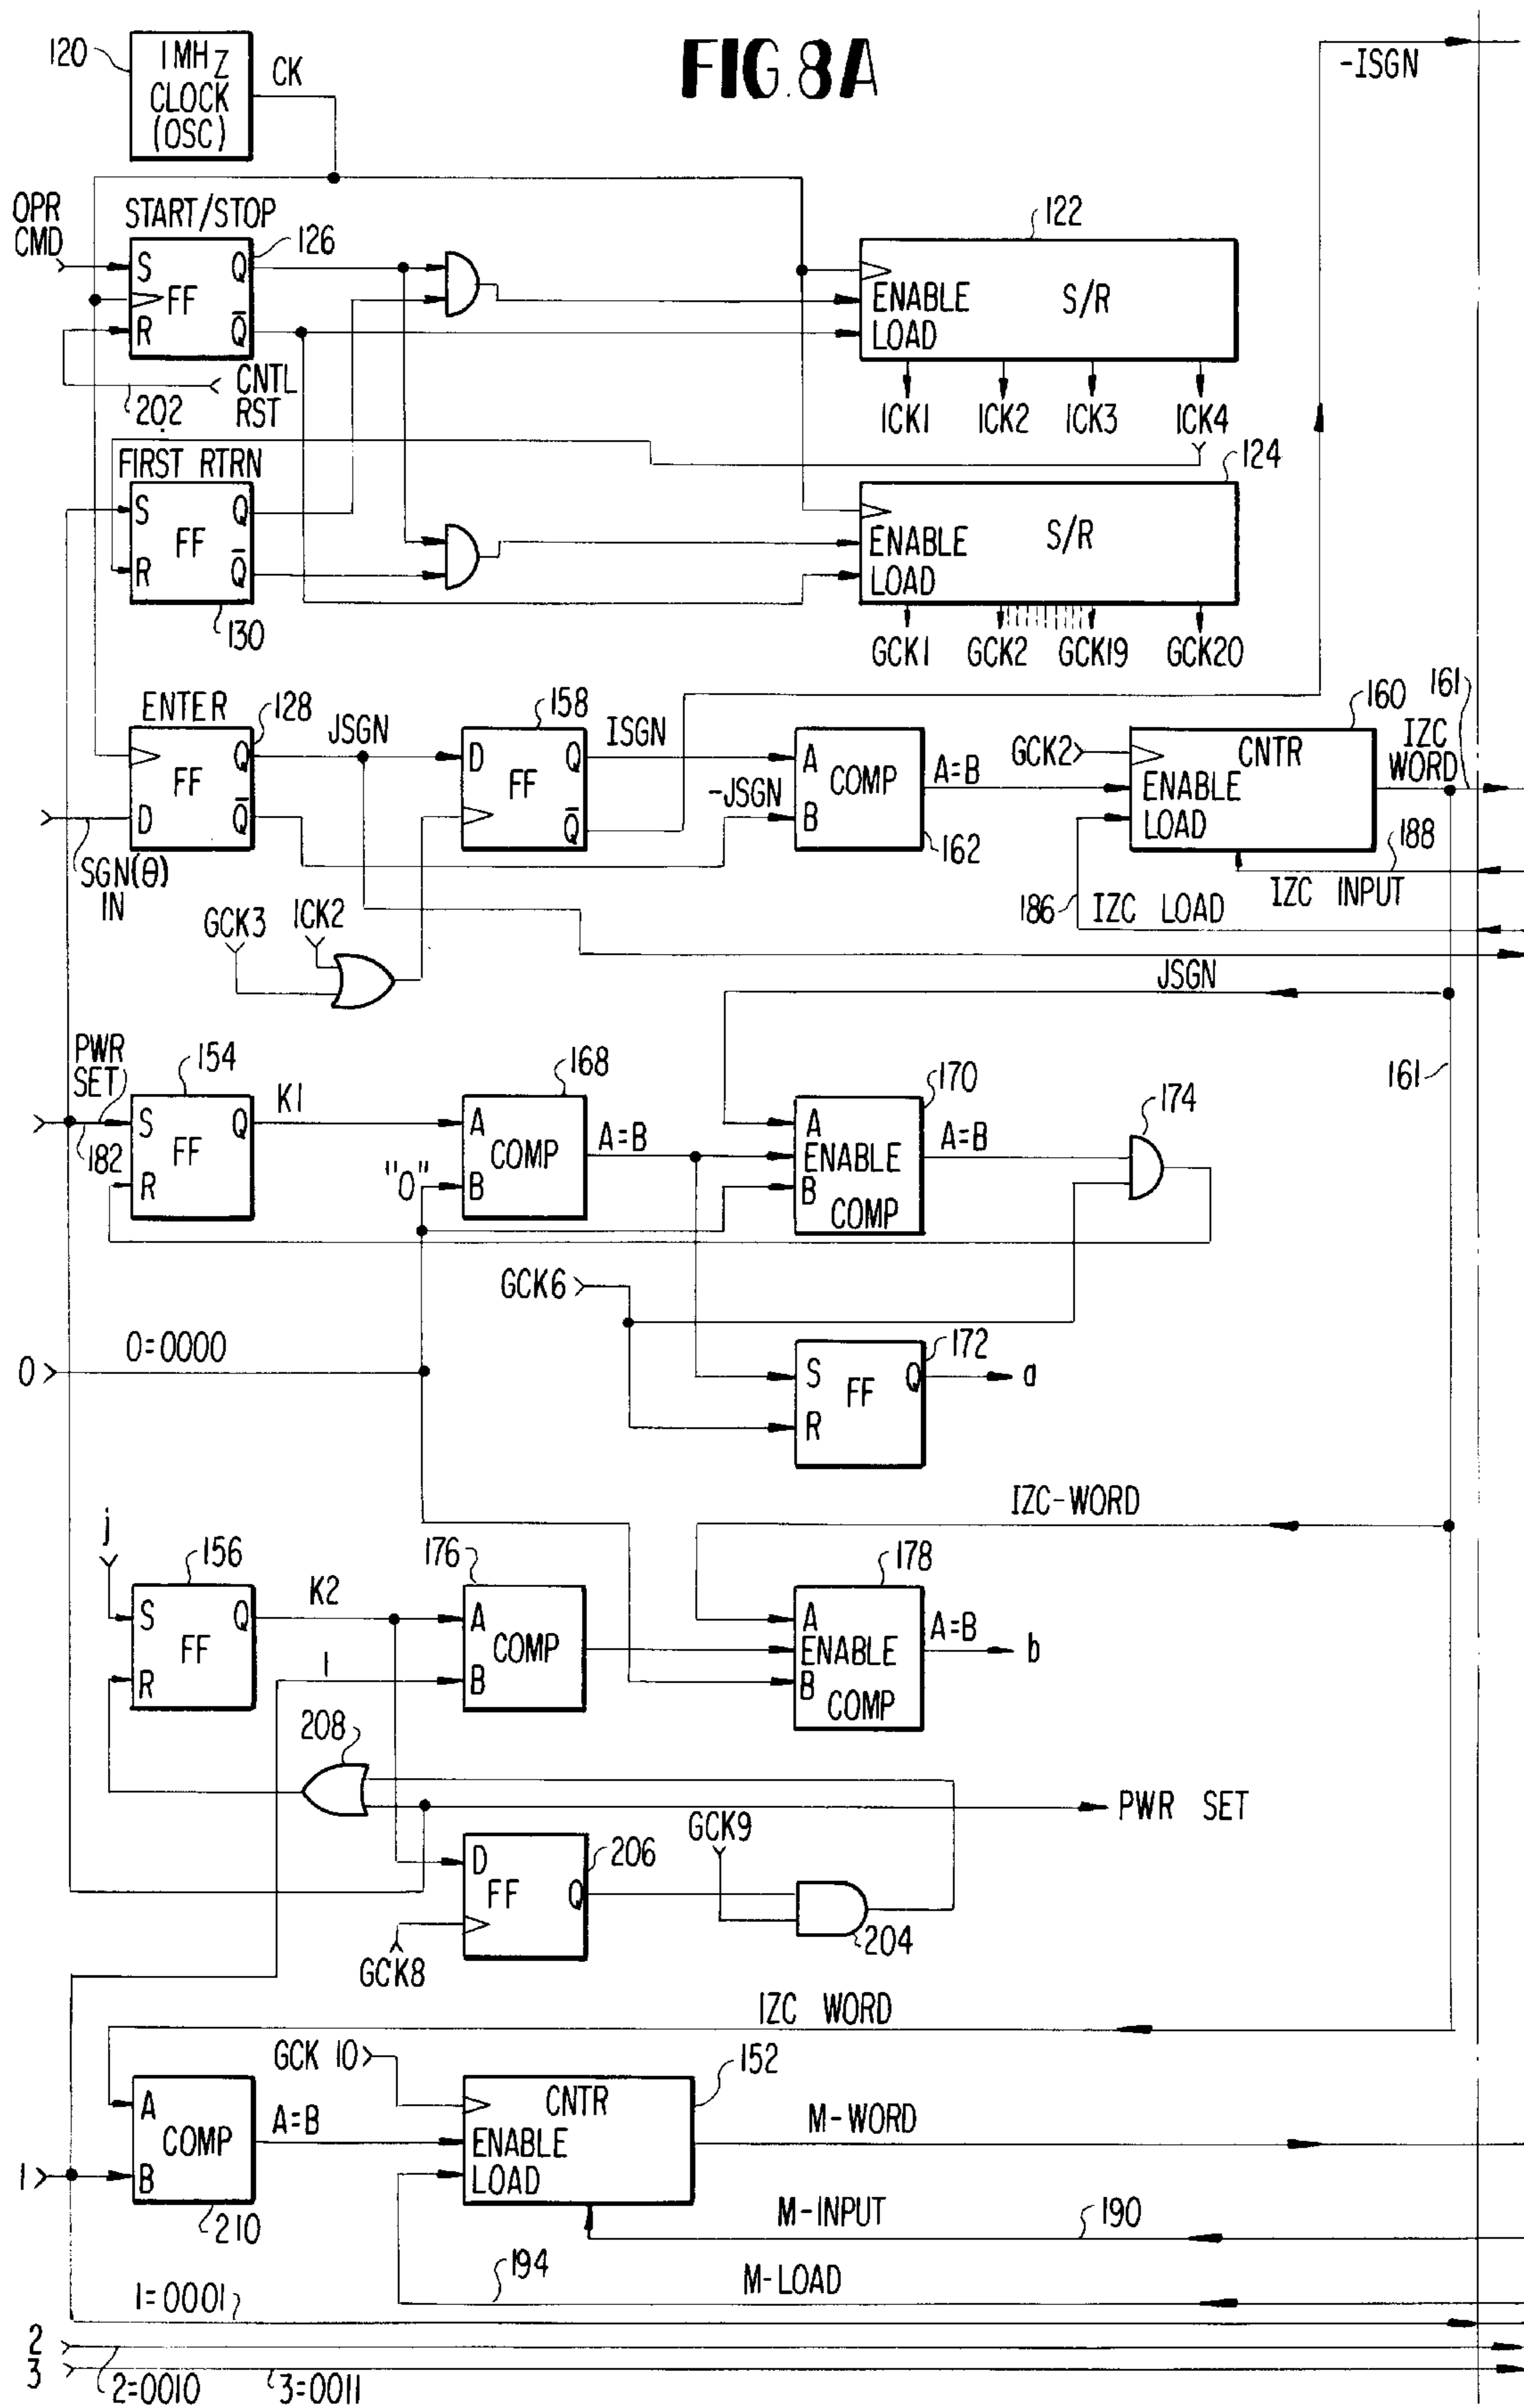 FIG. 8A
120
1MHZ
CLOCK
(OSC)
CK
-ISGN
OPR
CMD
START/STOP
126
S
FF
R
Q
Q̅
CNTL
RST
202
122
ENABLE
LOAD
S/R
ICK1
ICK2
ICK3
ICK4
FIRST RTRN
S
FF
R
Q
Q̅
130
124
ENABLE
LOAD
S/R
GCK1
GCK2
GCK19
GCK20
ENTER
128
FF
D
Q
Q̅
SGN(θ)
IN
JSGN
158
D
FF
Q
Q̅
ISGN
-JSGN
A
B
COMP
A=B
162
GCK2
160
CNTR
ENABLE
LOAD
161
IZC
WORD
188
IZC INPUT
186
IZC LOAD
GCK3
ICK2
JSGN
161
PWR
SET
182
154
S
FF
R
Q
K1
168
A
COMP
B
"0"
A=B
170
A
ENABLE
B
COMP
A=B
174
GCK6
0
0=0000
172
S
FF
R
Q
a
IZC-WORD
j
156
S
FF
R
Q
K2
1
176
A
COMP
B
178
A
ENABLE
B
COMP
A=B
b
208
PWR SET
GCK9
206
D
FF
Q
GCK8
204
IZC WORD
GCK 10
152
CNTR
ENABLE
LOAD
M-WORD
A
COMP
B
A=B
1
210
M-INPUT
190
194
M-LOAD
1=0001
2
3
2=0010
3=0011